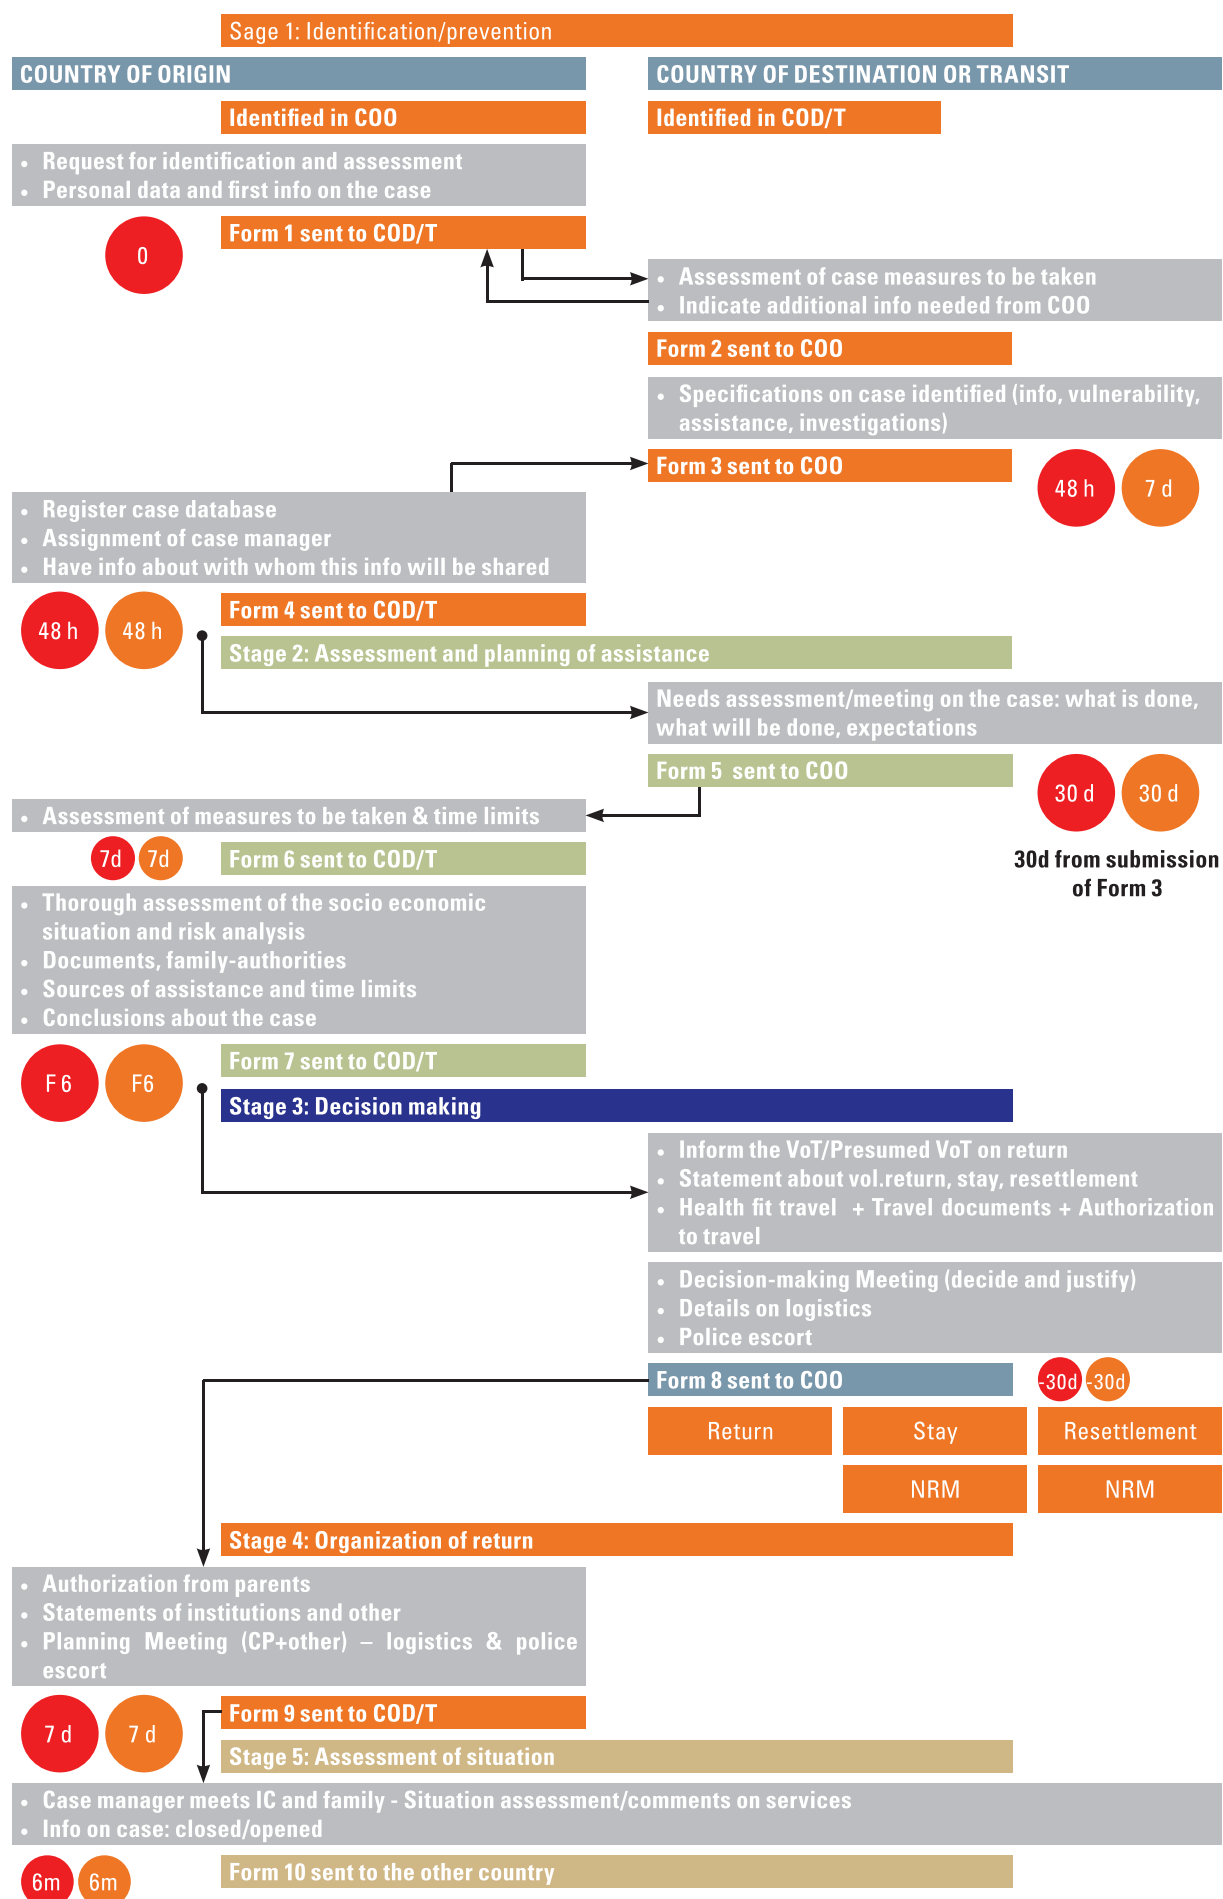 Sage 1: Identification/prevention
COUNTRY OF ORIGIN
COUNTRY OF DESTINATION OR TRANSIT
Identified in COO
Identified in COD/T
• Request for identification and assessment
• Personal data and first info on the case
0
Form 1 sent to COD/T
• Assessment of case measures to be taken
• Indicate additional info needed from COO
Form 2 sent to COO
• Specifications on case identified (info, vulnerability,
assistance, investigations)
Form 3 sent to COO
48 h
7 d
• Register case database
• Assignment of case manager
• Have info about with whom this info will be shared
48 h
48 h
Form 4 sent to COD/T
Stage 2: Assessment and planning of assistance
Needs assessment/meeting on the case: what is done,
what will be done, expectations
Form 5 sent to COO
30 d
30 d
30d from submission
of Form 3
• Assessment of measures to be taken & time limits
7d
7d
Form 6 sent to COD/T
• Thorough assessment of the socio economic
situation and risk analysis
• Documents, family-authorities
• Sources of assistance and time limits
• Conclusions about the case
F 6
F6
Form 7 sent to COD/T
Stage 3: Decision making
• Inform the VoT/Presumed VoT on return
• Statement about vol.return, stay, resettlement
• Health fit travel + Travel documents + Authorization
to travel
• Decision-making Meeting (decide and justify)
• Details on logistics
• Police escort
Form 8 sent to COO
-30d
-30d
Return
Stay
Resettlement
NRM
NRM
Stage 4: Organization of return
• Authorization from parents
• Statements of institutions and other
• Planning Meeting (CP+other) – logistics & police
escort
7 d
7 d
Form 9 sent to COD/T
Stage 5: Assessment of situation
• Case manager meets IC and family - Situation assessment/comments on services
• Info on case: closed/opened
6m
6m
Form 10 sent to the other country